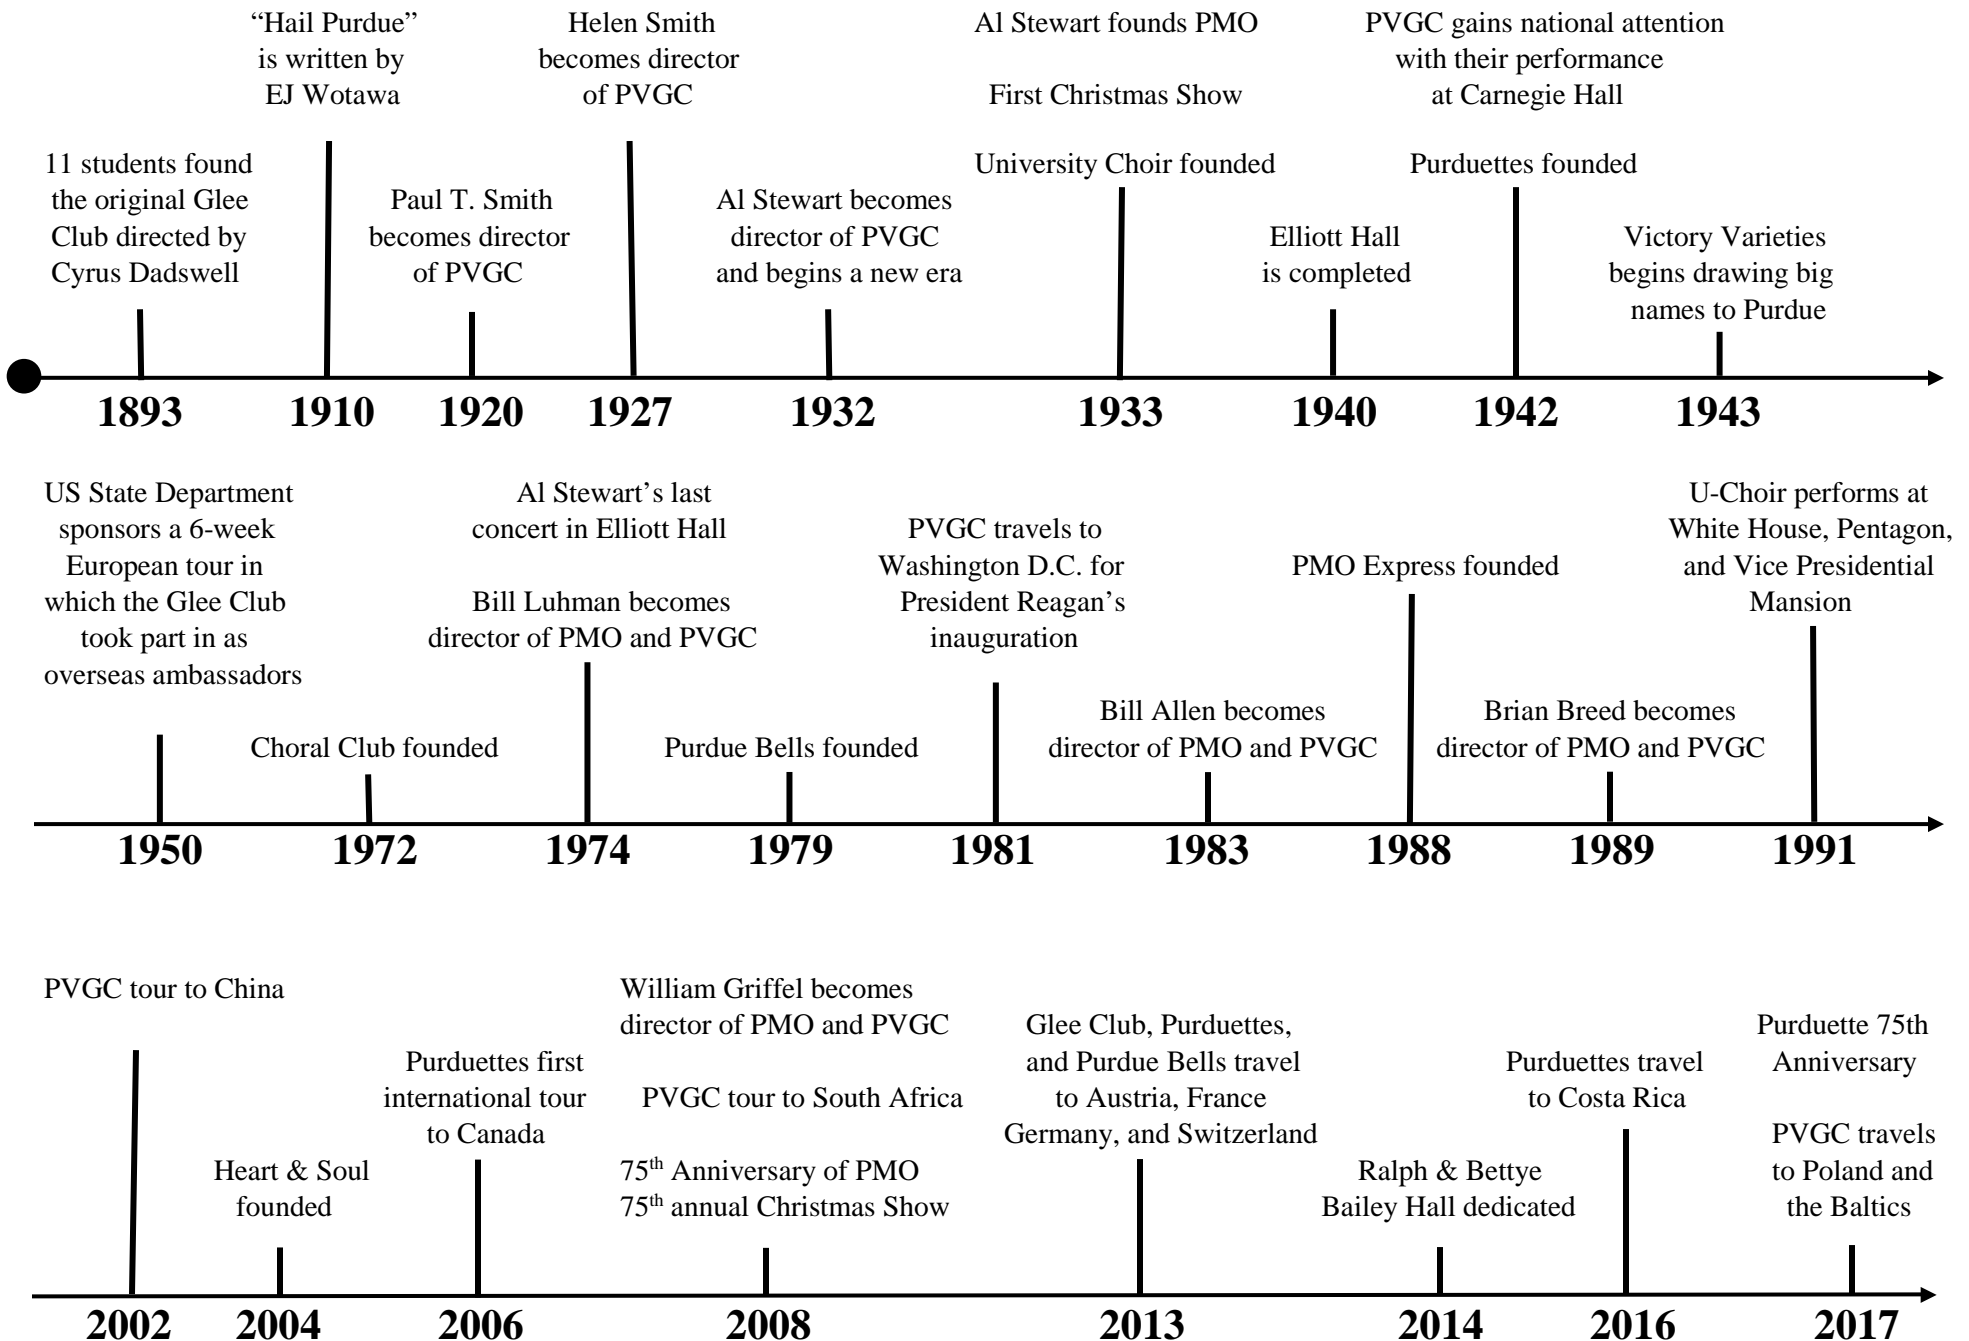 “Hail Purdue”
is written by
EJ Wotawa
Helen Smith
becomes director
of PVGC
Al Stewart founds PMO
First Christmas Show
University Choir founded
PVGC gains national attention
with their performance
at Carnegie Hall
Purduettes founded
11 students found
the original Glee
Club directed by
Cyrus Dadswell
Paul T. Smith
becomes director
of PVGC
Al Stewart becomes
director of PVGC
and begins a new era
Elliott Hall
is completed
Victory Varieties
begins drawing big
names to Purdue
1893 1910 1920 1927 1932 1933 1940 1942 1943
US State Department
sponsors a 6-week
European tour in
which the Glee Club
took part in as
overseas ambassadors
Choral Club founded
Al Stewart’s last
concert in Elliott Hall
Bill Luhman becomes
director of PMO and PVGC
Purdue Bells founded
PVGC travels to
Washington D.C. for
President Reagan’s
inauguration
Bill Allen becomes
director of PMO and PVGC
PMO Express founded
Brian Breed becomes
director of PMO and PVGC
U-Choir performs at
White House, Pentagon,
and Vice Presidential
Mansion
1950 1972 1974 1979 1981 1983 1988 1989 1991
PVGC tour to China
Heart & Soul
founded
Purduettes first
international tour
to Canada
William Griffel becomes
director of PMO and PVGC
PVGC tour to South Africa
75th Anniversary of PMO
75th annual Christmas Show
Glee Club, Purduettes,
and Purdue Bells travel
to Austria, France
Germany, and Switzerland
Ralph & Bettye
Bailey Hall dedicated
Purduettes travel
to Costa Rica
Purduette 75th
Anniversary
PVGC travels
to Poland and
the Baltics
2002 2004 2006 2008 2013 2014 2016 2017